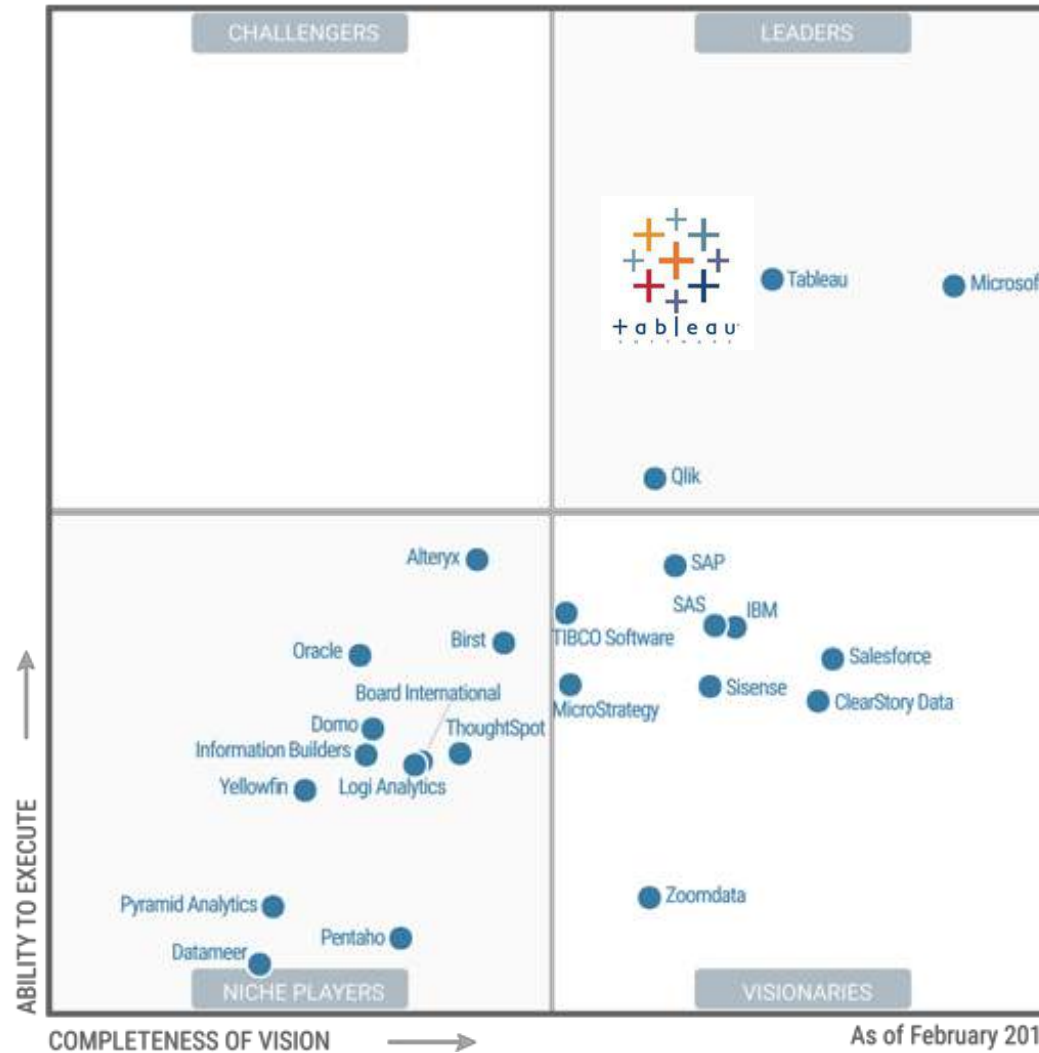 CHALLENGERS
LEADERS
+ableau
SOFTWARE
Tableau
Microsof
Qlik
Alteryx
SAP
SAS
IBM
TIBCO Software
Birst
Oracle
Salesforce
Board International
Sisense
ClearStory Data
MicroStrategy
Domo
ThoughtSpot
Information Builders
Yellowfin
Logi Analytics
Zoomdata
Pyramid Analytics
Pentaho
Datameer
NICHE PLAYERS
VISIONARIES
ABILITY TO EXECUTE
COMPLETENESS OF VISION
As of February 201